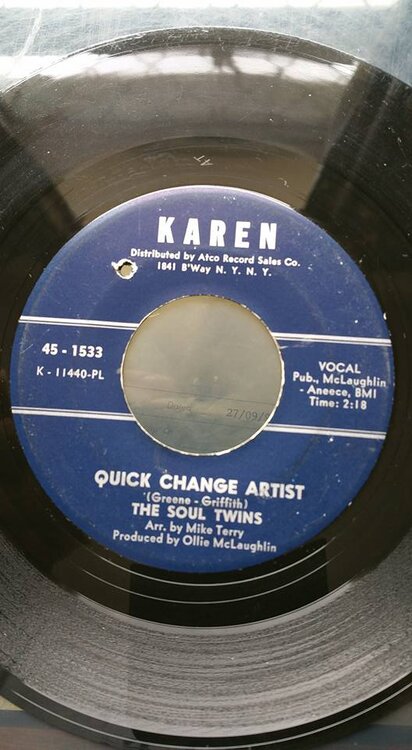 AT
KAREN
Distributed by Atco Record Sales Co.
1841 B'Way N. Y. N. Y.
45 - 1533
K - 11440-PL
VOCAL
Pub., McLaughlin
- Aneece, BMI
Time: 2:18
27/09/
QUICK CHANGE ARTIST
(Greene - Griffith)
THE SOUL TWINS
Arr. by Mike Terry
Produced by Ollie McLaughlin